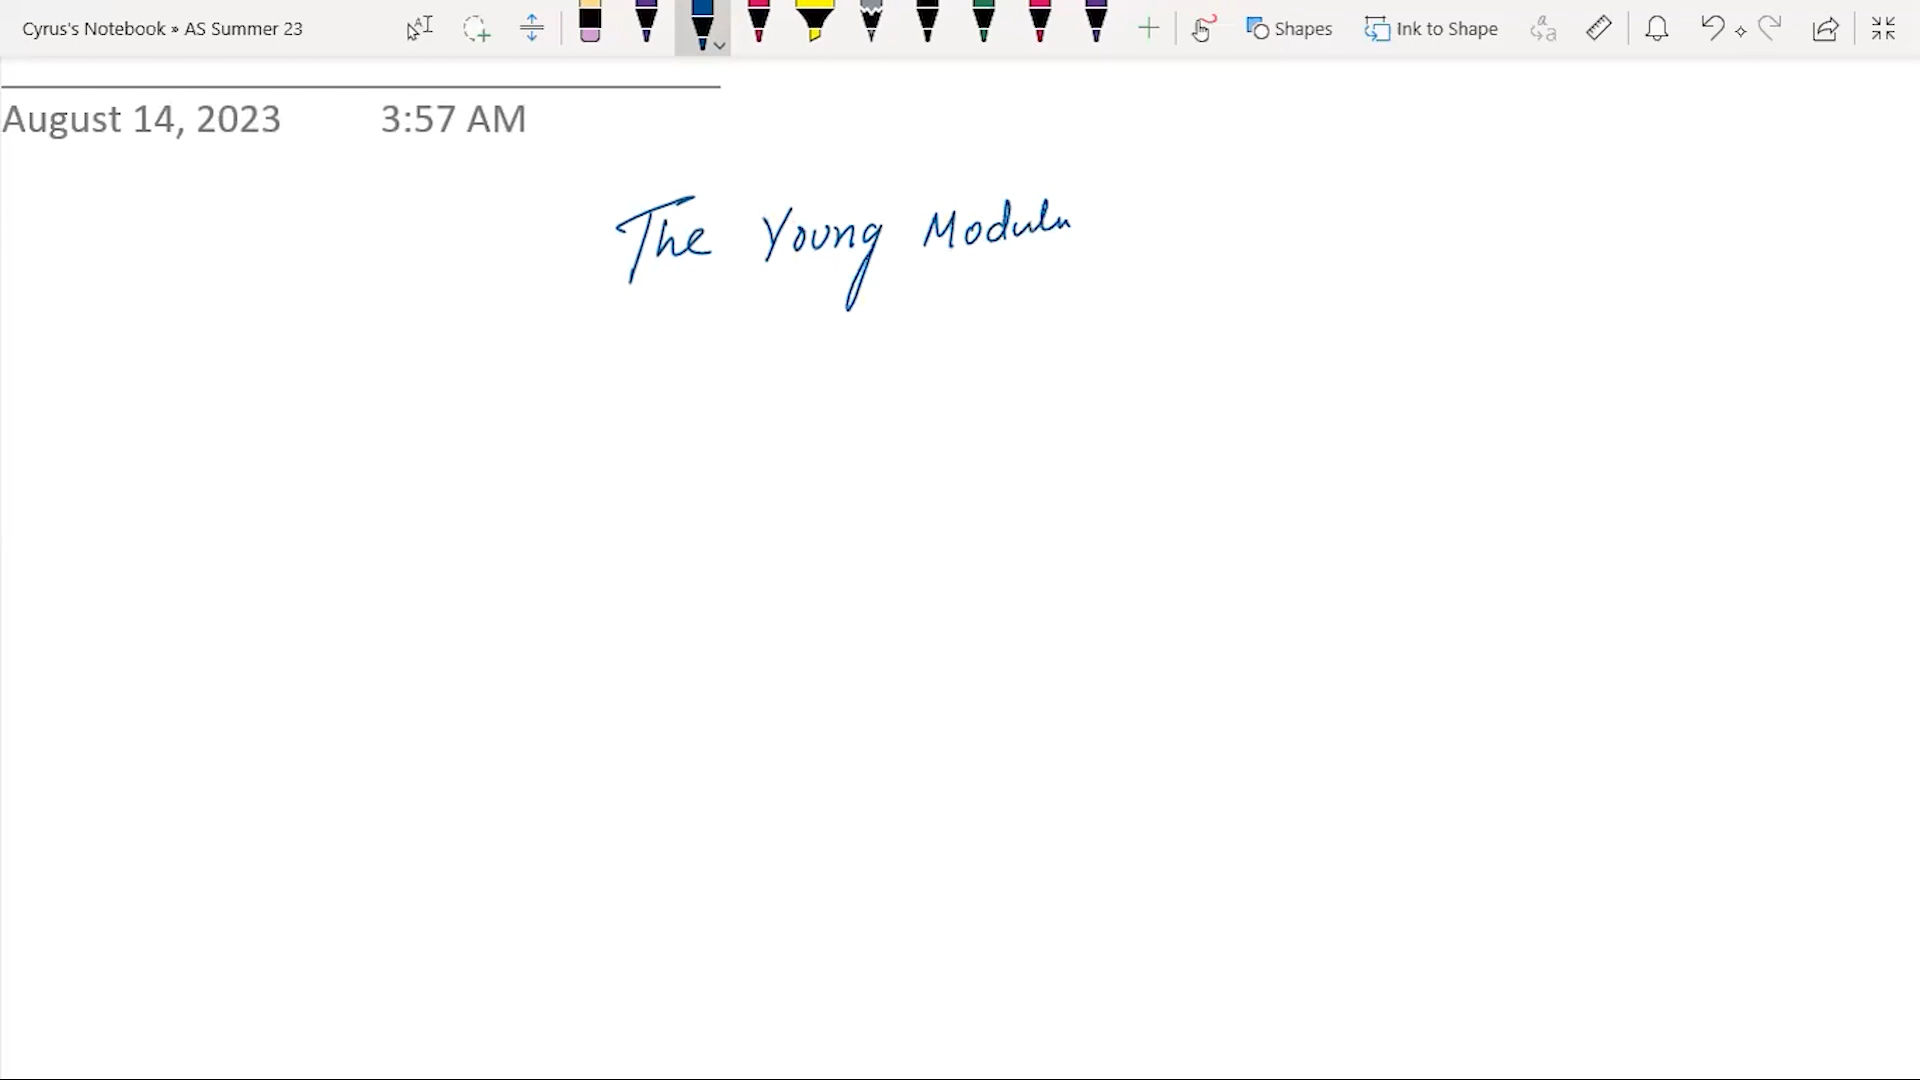 Cyrus's Notebook » AS Summer 23 Shapes Ink to Shape
August 14, 2023 3:57 AM
The Young Modulu